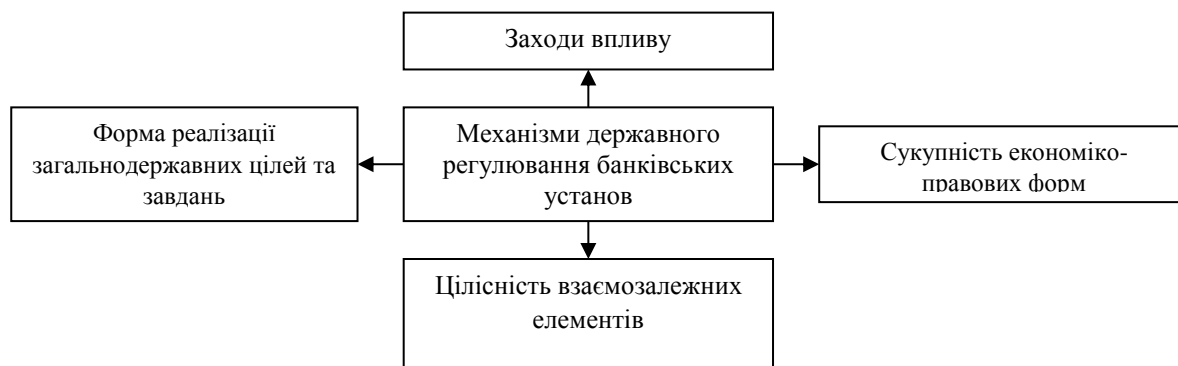 Заходи впливу
Форма реалізації
загальнодержавних цілей та
завдань
Механізми державного
регулювання банківських
установ
Сукупність економіко-
правових форм
Цілісність взаємозалежних
елементів